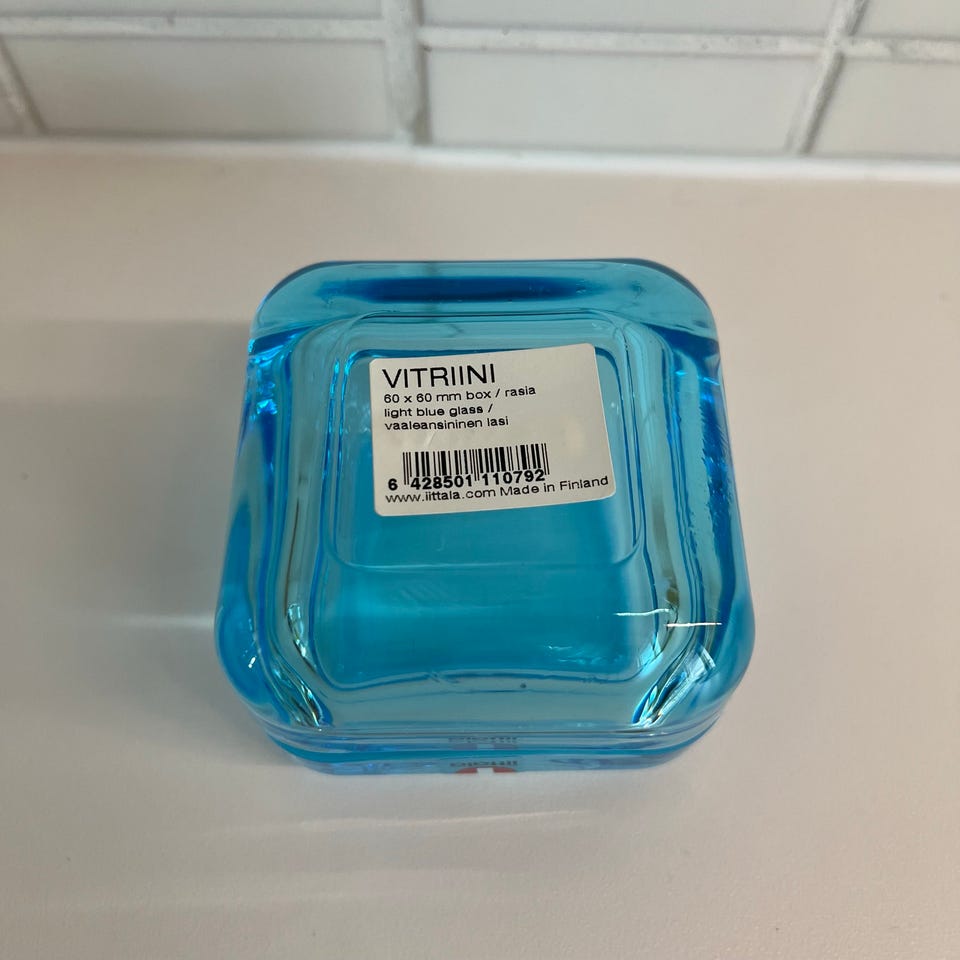 VITRIINI
60 x 60 mm box / rasia
light blue glass /
vaaleansininen lasi
6 428501 110792
www.iittala.com Made in Finland
iittala